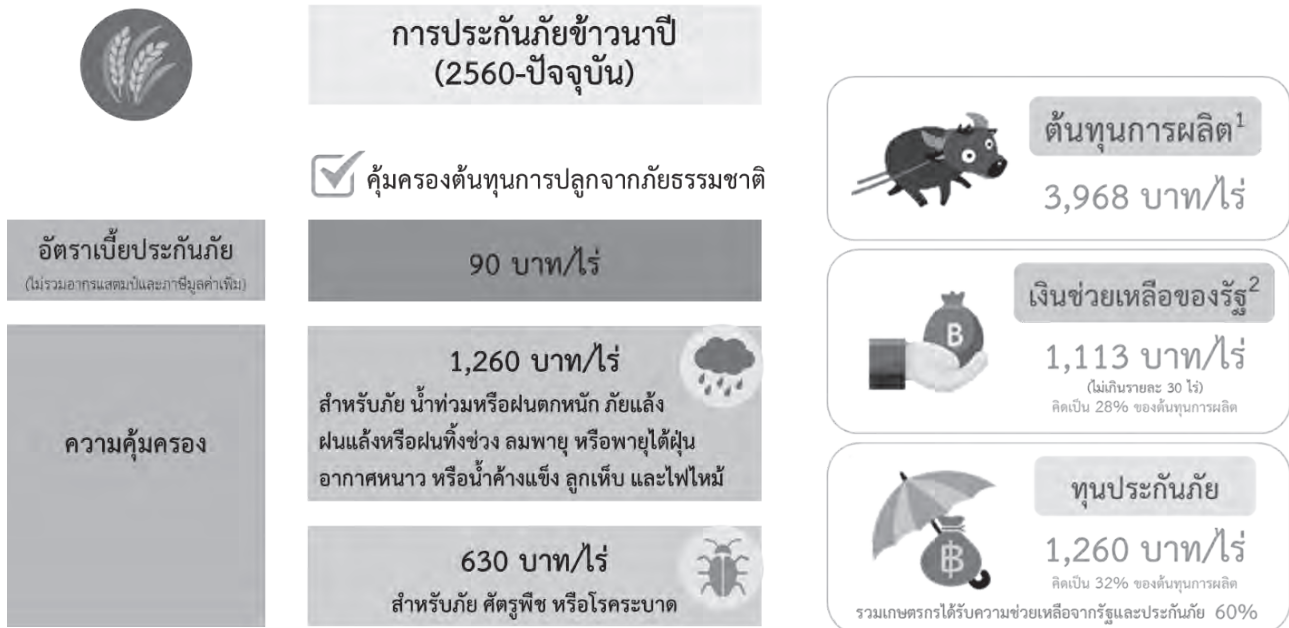 การประกันภัยข้าวนาปี
(2560-ปัจจุบัน)
คุ้มครองต้นทุนการปลูกจากภัยธรรมชาติ
อัตราเบี้ยประกันภัย
(ไม่รวมอากรแสตมป์และภาษีมูลค่าเพิ่ม)
90 บาท/ไร่
ความคุ้มครอง
1,260 บาท/ไร่
สำหรับภัย น้ำท่วมหรือฝนตกหนัก ภัยแล้ง
ฝนแล้งหรือฝนทิ้งช่วง ลมพายุ หรือพายุไต้ฝุ่น
อากาศหนาว หรือน้ำค้างแข็ง ลูกเห็บ และไฟไหม้
630 บาท/ไร่
สำหรับภัย ศัตรูพืช หรือโรคระบาด
ต้นทุนการผลิต1
3,968 บาท/ไร่
เงินช่วยเหลือของรัฐ2
B
1,113 บาท/ไร่
(ไม่เกินรายละ 30 ไร่)
คิดเป็น 28% ของต้นทุนการผลิต
ทุนประกันภัย
฿
1,260 บาท/ไร่
คิดเป็น 32% ของต้นทุนการผลิต
รวมเกษตรกรได้รับความช่วยเหลือจากรัฐและประกันภัย 60%